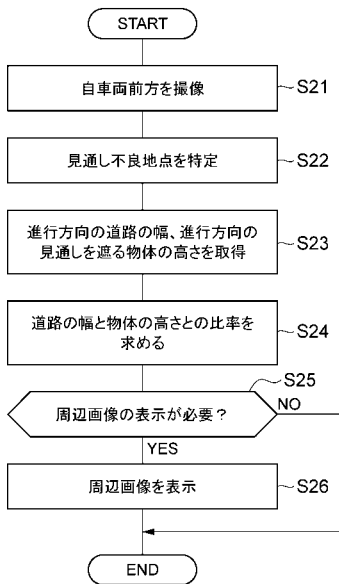 START
自車両前方を撮像
S21
見通し不良地点を特定
S22
進行方向の道路の幅、進行方向の
見通しを遮る物体の高さを取得
S23
道路の幅と物体の高さとの比率を
求める
S24
S25
周辺画像の表示が必要?
NO
YES
周辺画像を表示
S26
END